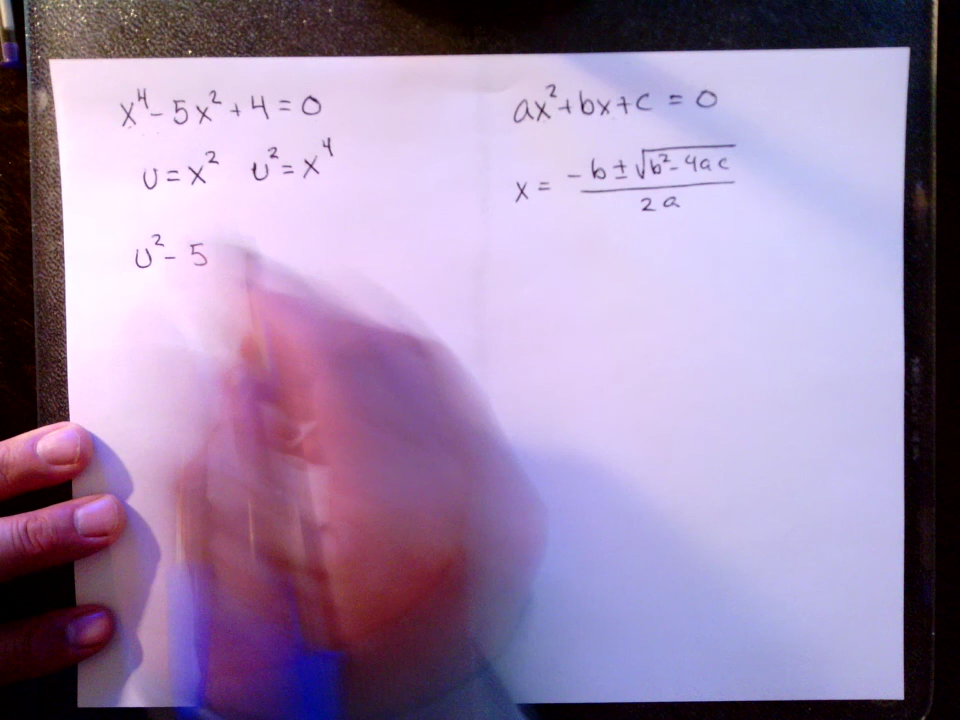 x⁴ - 5x² + 4 = 0
u = x² u² = x⁴
u² - 5
ax² + bx + c = 0
x = (-b ± √(b² - 4ac)) / 2a